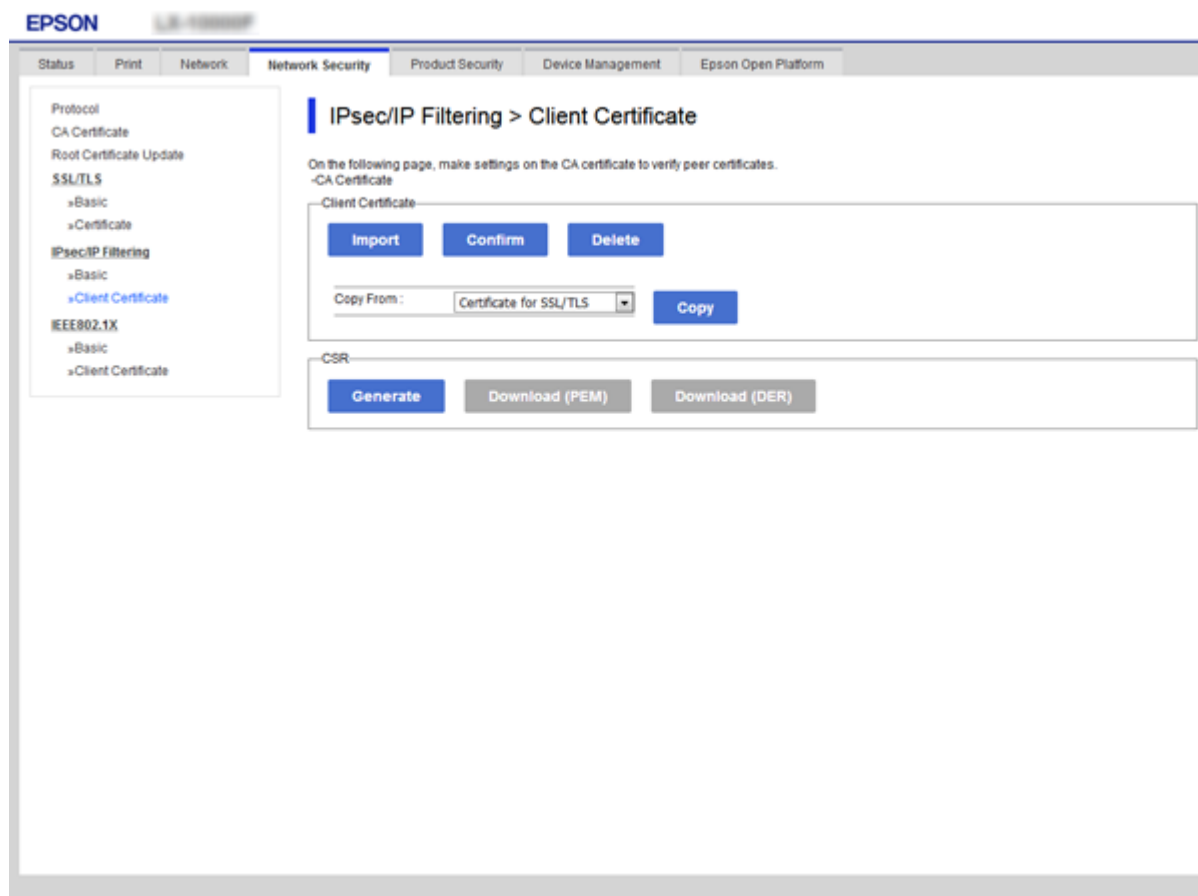 EPSON
Status Print Network Network Security Product Security Device Management Epson Open Platform
Protocol
CA Certificate
Root Certificate Update
SSL/TLS
»Basic
»Certificate
IPsec/IP Filtering
»Basic
»Client Certificate
IEEE802.1X
»Basic
»Client Certificate
IPsec/IP Filtering > Client Certificate
On the following page, make settings on the CA certificate to verify peer certificates.
-CA Certificate
Client Certificate
Import Confirm Delete
Copy From : Certificate for SSL/TLS Copy
CSR
Generate Download (PEM) Download (DER)